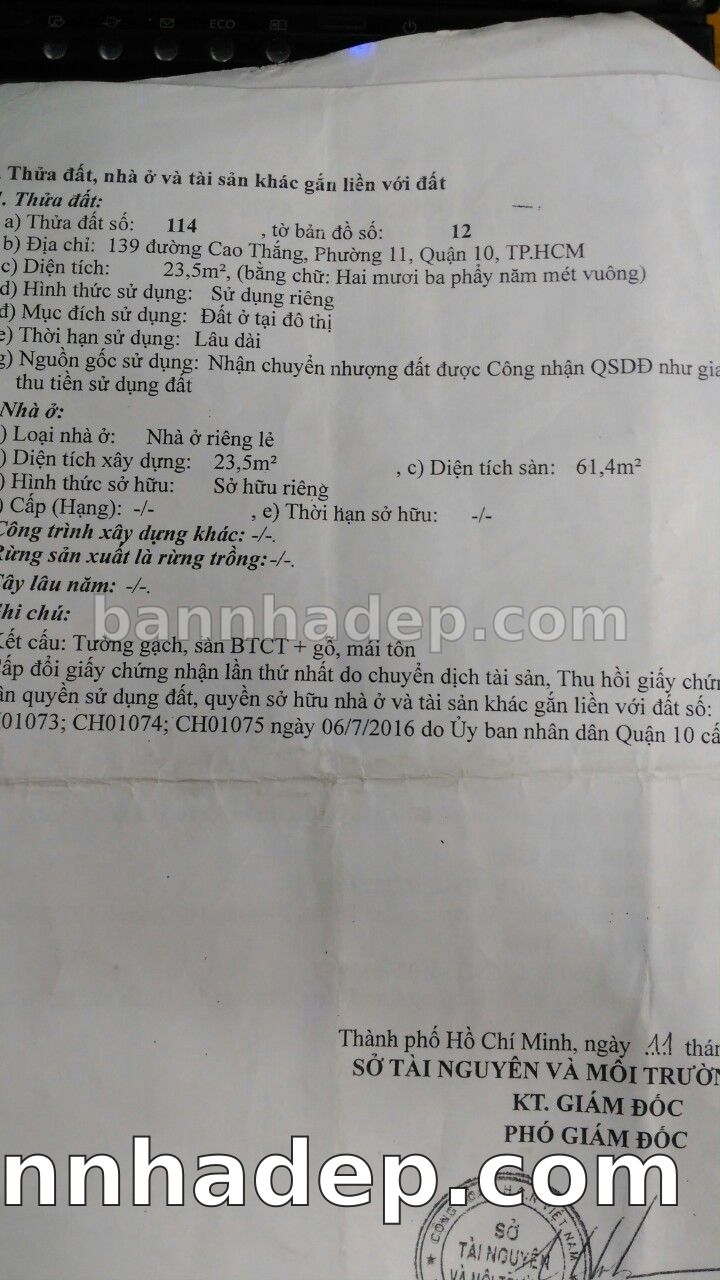 ECO
Thửa đất, nhà ở và tài sản khác gắn liền với đất
. Thửa đất:
a) Thửa đất số: 114 , tờ bản đồ số: 12
b) Địa chỉ: 139 đường Cao Thắng, Phường 11, Quận 10, TP.HCM
c) Diện tích: 23,5m², (bằng chữ: Hai mươi ba phẩy năm mét vuông)
d) Hình thức sử dụng: Sử dụng riêng
đ) Mục đích sử dụng: Đất ở tại đô thị
e) Thời hạn sử dụng: Lâu dài
g) Nguồn gốc sử dụng: Nhận chuyển nhượng đất được Công nhận QSDĐ như gia
thu tiền sử dụng đất
Nhà ở:
) Loại nhà ở: Nhà ở riêng lẻ
) Diện tích xây dựng: 23,5m² , c) Diện tích sàn: 61,4m²
) Hình thức sở hữu: Sở hữu riêng
) Cấp (Hạng): -/- , e) Thời hạn sở hữu: -/-
Công trình xây dựng khác: -/-.
Rừng sản xuất là rừng trồng:-/-.
Cây lâu năm: -/-.
hi chú:
bannhadep.com
Kết cấu: Tường gạch, sàn BTCT + gỗ, mái tôn
ấp đổi giấy chứng nhận lần thứ nhất do chuyển dịch tài sản, Thu hồi giấy chứn
ận quyền sử dụng đất, quyền sở hữu nhà ở và tài sản khác gắn liền với đất số:
01073; CH01074; CH01075 ngày 06/7/2016 do Ủy ban nhân dân Quận 10 cấ
Thành phố Hồ Chí Minh, ngày 11 thán
SỞ TÀI NGUYÊN VÀ MÔI TRƯỜN
KT. GIÁM ĐỐC
PHÓ GIÁM ĐỐC
nnhadep.com
SỞ
TÀI NGUYÊN